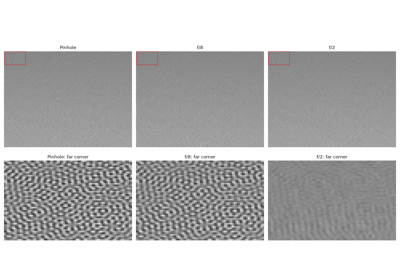 Pinhole
f/8
f/2
Pinhole: far corner
f/8: far corner
f/2: far corner